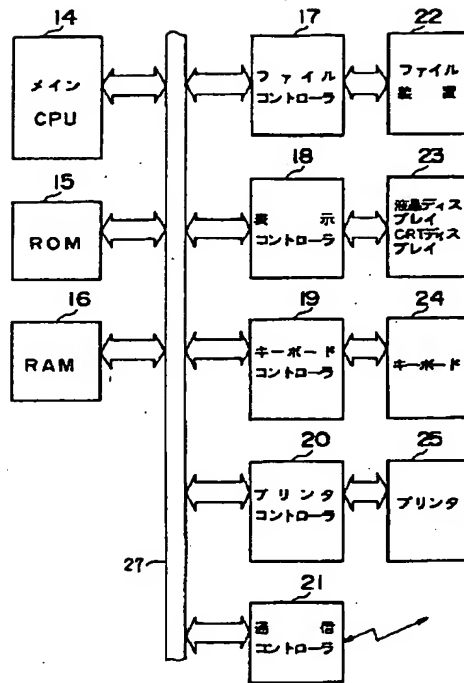 14
メイン
CPU
15
ROM
16
RAM
27
17
ファイル
コントローラ
22
ファイル
装置
18
表示
コントローラ
23
液晶ディス
プレイ
CRTディス
プレイ
19
キーボード
コントローラ
24
キーボード
20
プリンタ
コントローラ
25
プリンタ
21
通信
コントローラ